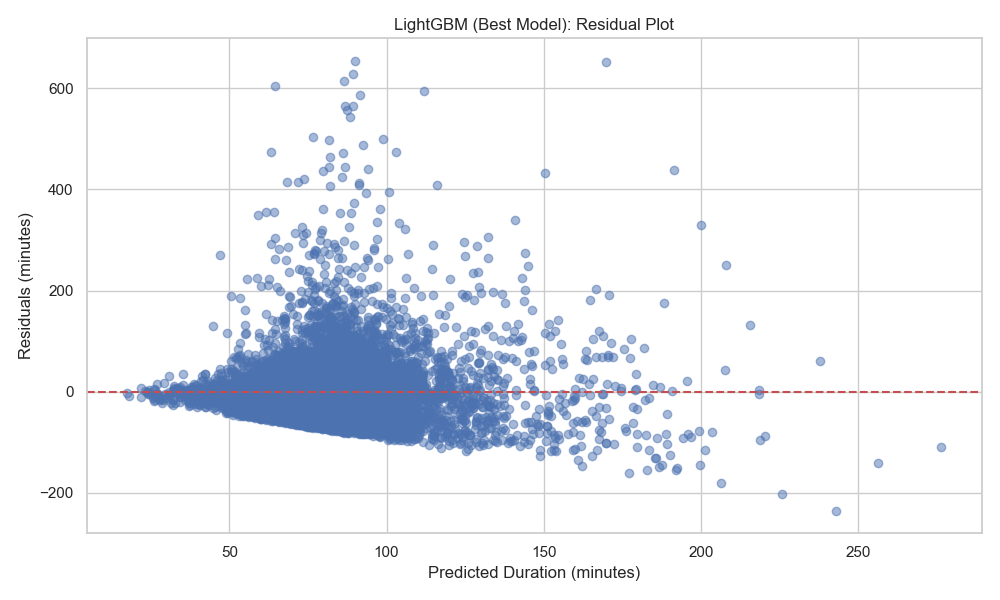 LightGBM (Best Model): Residual Plot
Residuals (minutes)
600
400
200
0
−200
50 100 150 200 250
Predicted Duration (minutes)